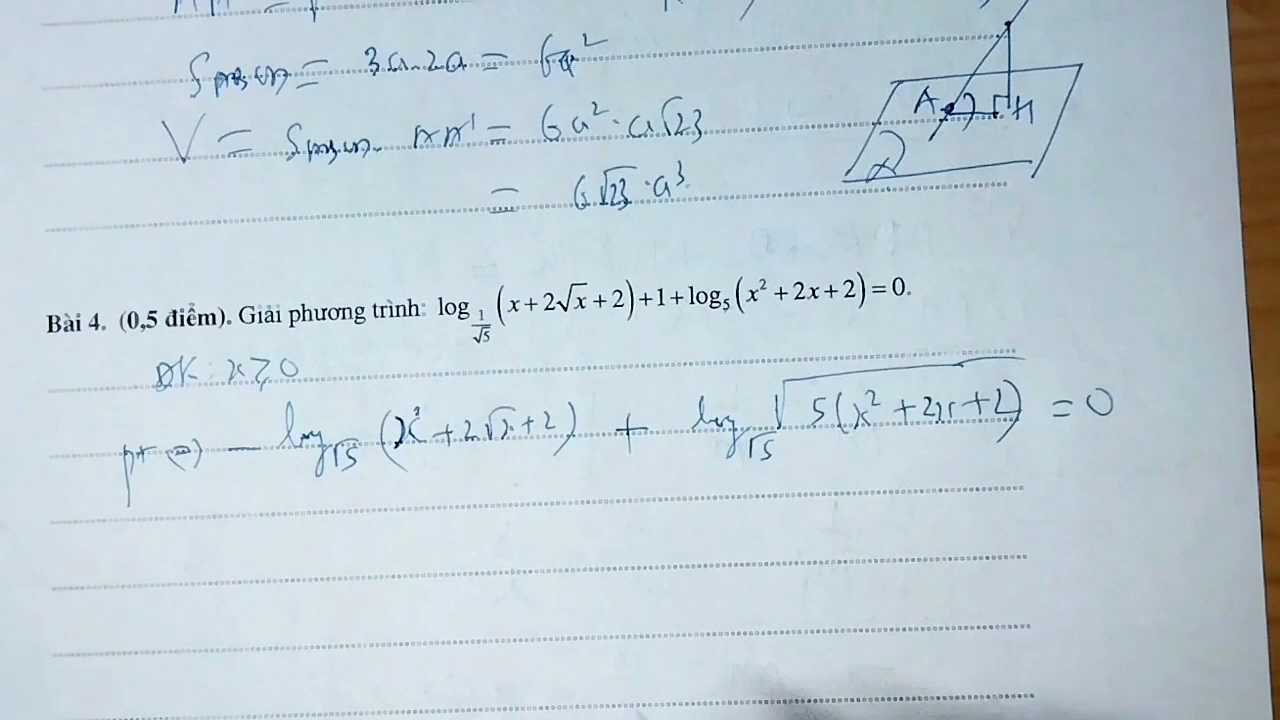 S = 3a.2a = 6a²
V = S . AA' = 6a² . a√23
= 6√23 . a³
A H
α
Bài 4. (0,5 điểm). Giải phương trình: log_{1/√5} (x + 2√x + 2) + 1 + log₅ (x² + 2x + 2) = 0.
ĐK: x ⩾ 0
pt ⇔ − log_{√5} (x + 2√x + 2) + log_{√5} √(5(x² + 2x + 2)) = 0